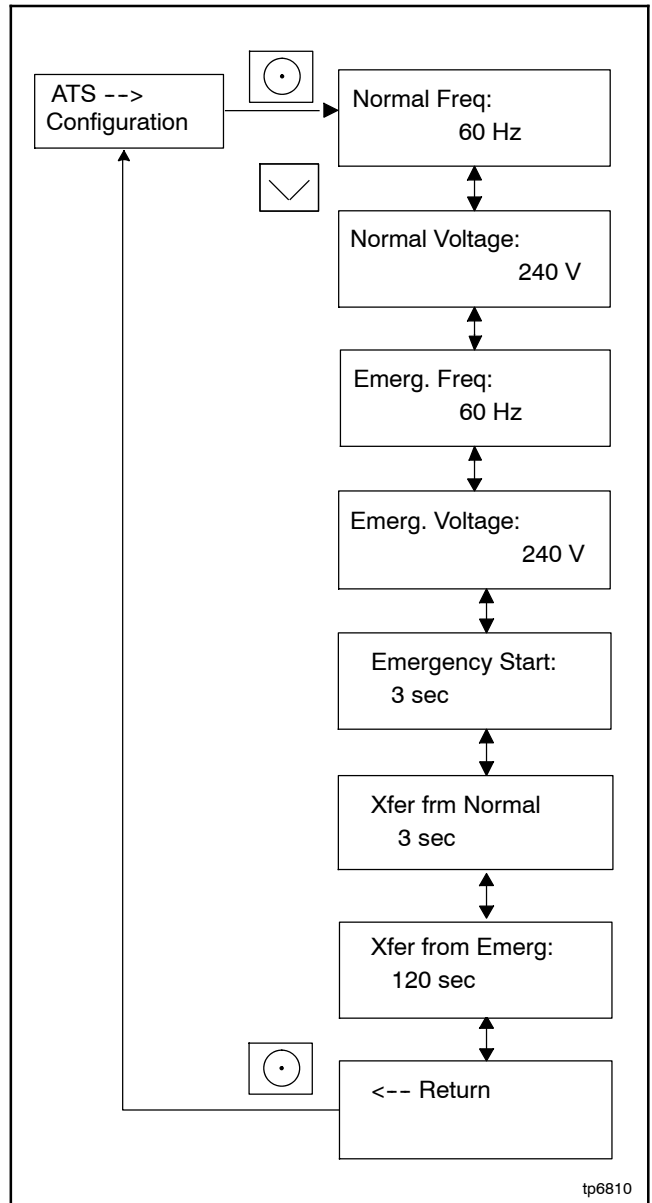 ATS -->
Configuration
Normal Freq:
60 Hz
Normal Voltage:
240 V
Emerg. Freq:
60 Hz
Emerg. Voltage:
240 V
Emergency Start:
3 sec
Xfer frm Normal
3 sec
Xfer from Emerg:
120 sec
<-- Return
tp6810